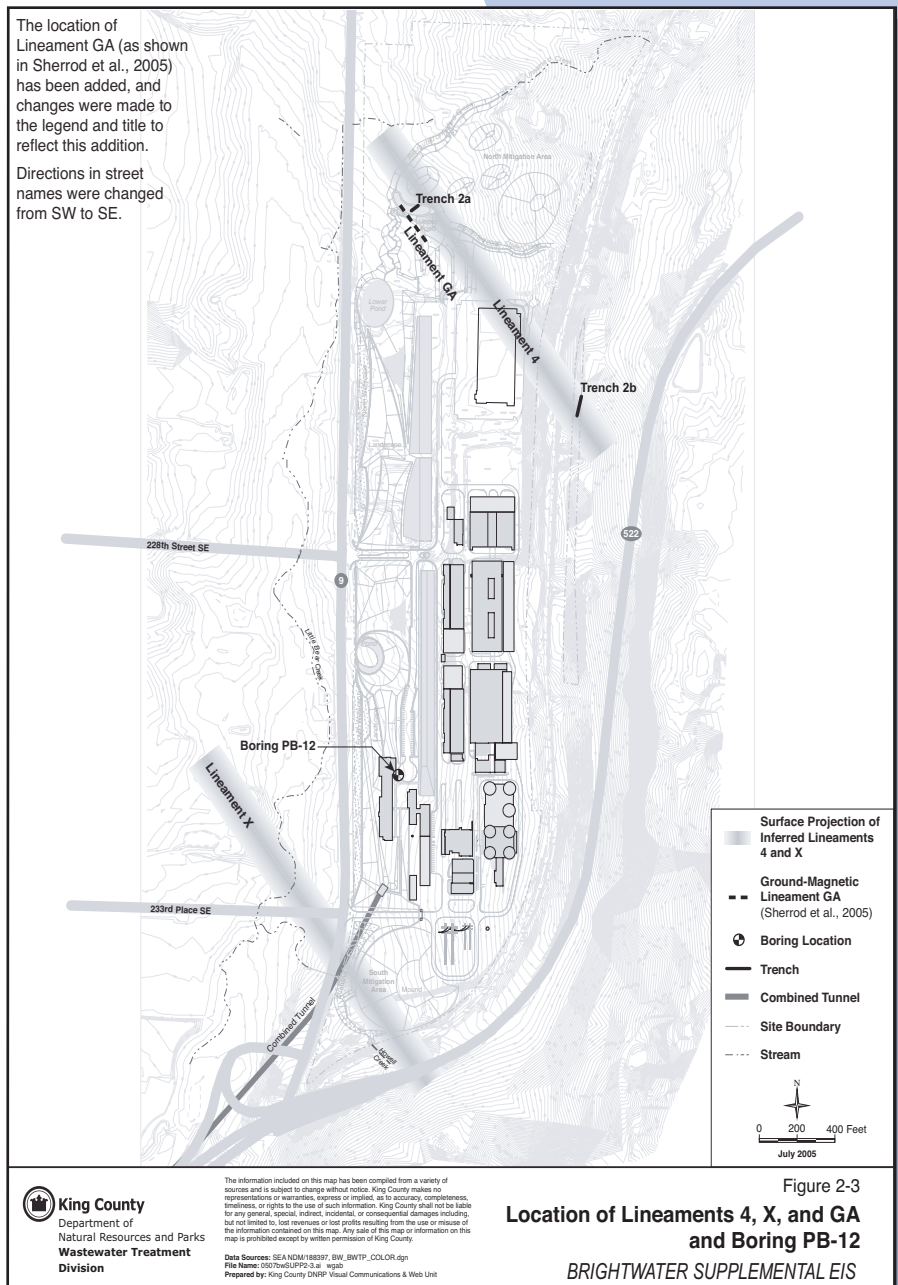 The location of
Lineament GA (as shown
in Sherrod et al., 2005)
has been added, and
changes were made to
the legend and title to
reflect this addition.
Directions in street
names were changed
from SW to SE.
North Mitigation Area
Trench 2a
Lineament GA
Lower
Pond
Lineament 4
Trench 2b
Landscape
228th Street SE
522
9
Little Bear Creek
Boring PB-12
Lineament X
233rd Place SE
South
Mitigation
Area
Mound
Combined Tunnel
Howell
Creek
Surface Projection of
Inferred Lineaments
4 and X
Ground-Magnetic
Lineament GA
(Sherrod et al., 2005)
Boring Location
Trench
Combined Tunnel
Site Boundary
Stream
N
0 200 400 Feet
July 2005
King County
Department of
Natural Resources and Parks
Wastewater Treatment
Division
The information included on this map has been compiled from a variety of
sources and is subject to change without notice. King County makes no
representations or warranties, express or implied, as to accuracy, completeness,
timeliness, or rights to the use of such information. King County shall not be liable
for any general, special, indirect, incidental, or consequential damages including,
but not limited to, lost revenues or lost profits resulting from the use or misuse of
the information contained on this map. Any sale of this map or information on this
map is prohibited except by written permission of King County.
Data Sources: SEA NDM/188397, BW_BWTP_COLOR.dgn
File Name: 0507bwSUPP2-3.ai wgab
Prepared by: King County DNRP Visual Communications & Web Unit
Figure 2-3
Location of Lineaments 4, X, and GA
and Boring PB-12
BRIGHTWATER SUPPLEMENTAL EIS